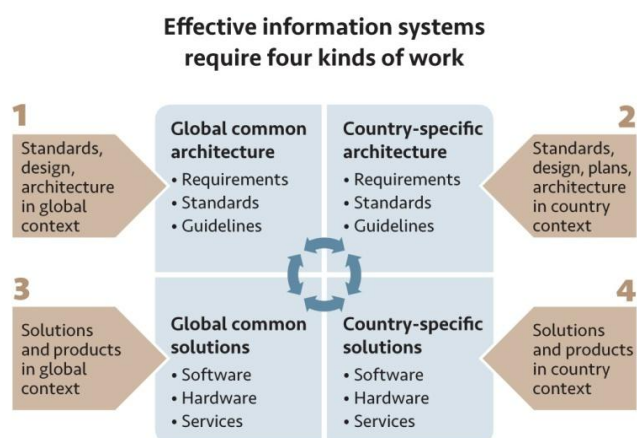 Effective information systems
require four kinds of work
1
Standards,
design,
architecture
in global
context
Global common
architecture
• Requirements
• Standards
• Guidelines
Country-specific
architecture
• Requirements
• Standards
• Guidelines
2
Standards,
design, plans,
architecture
in country
context
3
Solutions
and products
in global
context
Global common
solutions
• Software
• Hardware
• Services
Country-specific
solutions
• Software
• Hardware
• Services
4
Solutions
and products
in country
context